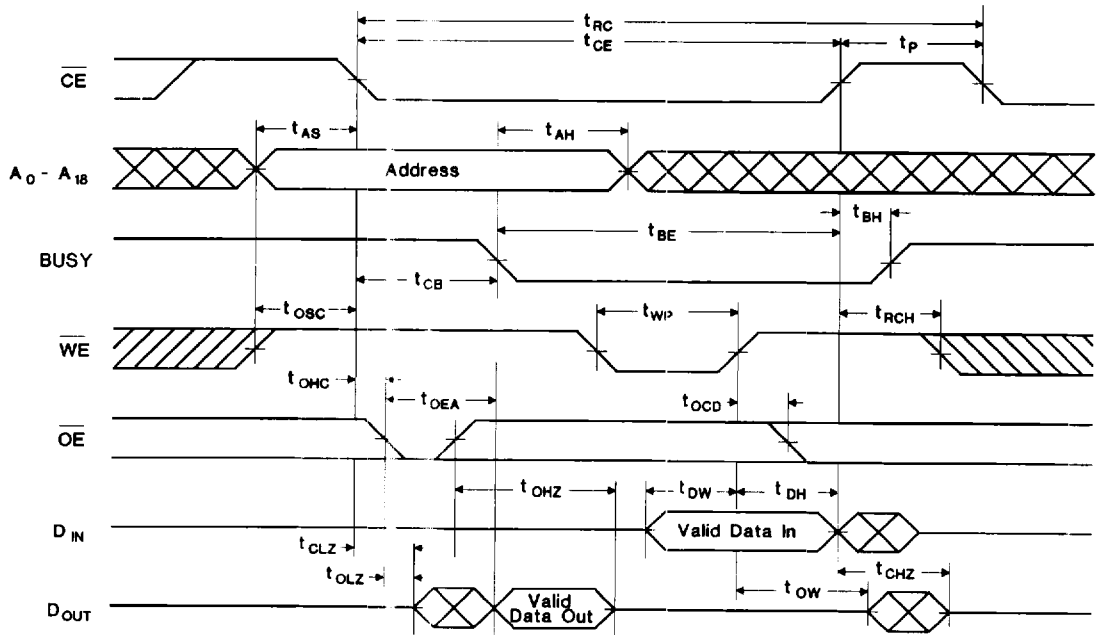 tRC
tCE
tP
CE
tAS
tAH
A0 - A18
Address
tBH
tBE
BUSY
tCB
tOSC
tWP
tRCH
WE
tOHC
tOEA
tOCD
OE
tOHZ
tDW
tDH
DIN
Valid Data In
tCLZ
tCHZ
tOLZ
tOW
DOUT
Valid
Data Out